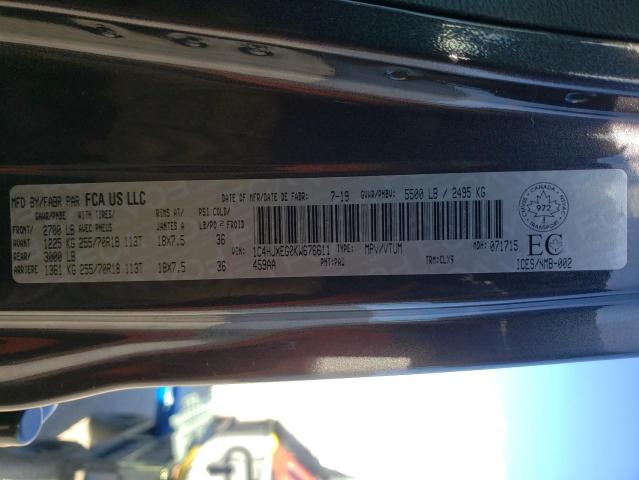 MFD BY/FABR PAR FCA US LLC
DATE OF MFR/DATE DE FABR: 7-19 GVWR/PNBV: 5500 LB / 2495 KG
GAWR/PNBE WITH TIRES/ RIMS AT/ PSI COLD/
FRONT/ 2700 LB AVEC PNEUS JANTES A LB/PO² FROID
AVANT 1225 KG 255/70R18 113T 18X7.5 36
REAR/ 3000 LB
ARRIERE 1361 KG 255/70R18 113T 18X7.5 36
VIN: 1C4HJXEG0KW676611 TYPE: MPV/VTUM MDH: 071715
459AA PNT: PAU TRM: CLX9
CANADA
972
TRANSPORT
EC
ICES/NMB-002